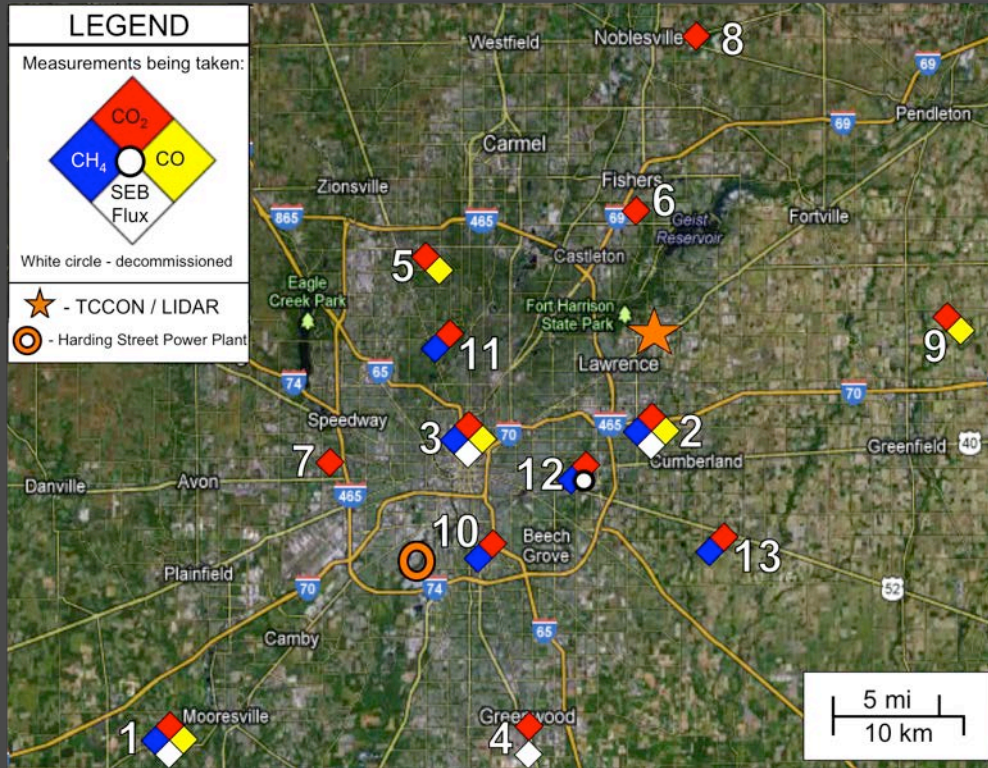 LEGEND
Measurements being taken:
CO2
CH4
CO
SEB
Flux
White circle - decommissioned
- TCCON / LIDAR
- Harding Street Power Plant
Westfield
Noblesville
8
69
Pendleton
69
Carmel
Zionsville
Fishers
6
865
465
69
Geist
Reservoir
Fortville
5
Castleton
Eagle
Creek Park
Fort Harrison
State Park
11
9
Lawrence
65
74
70
Speedway
3
70
465
2
Greenfield
40
7
12
Cumberland
Danville
Avon
465
10
Beech
Grove
13
Plainfield
70
74
52
Camby
65
5 mi
10 km
Mooresville
Greenwood
1
4